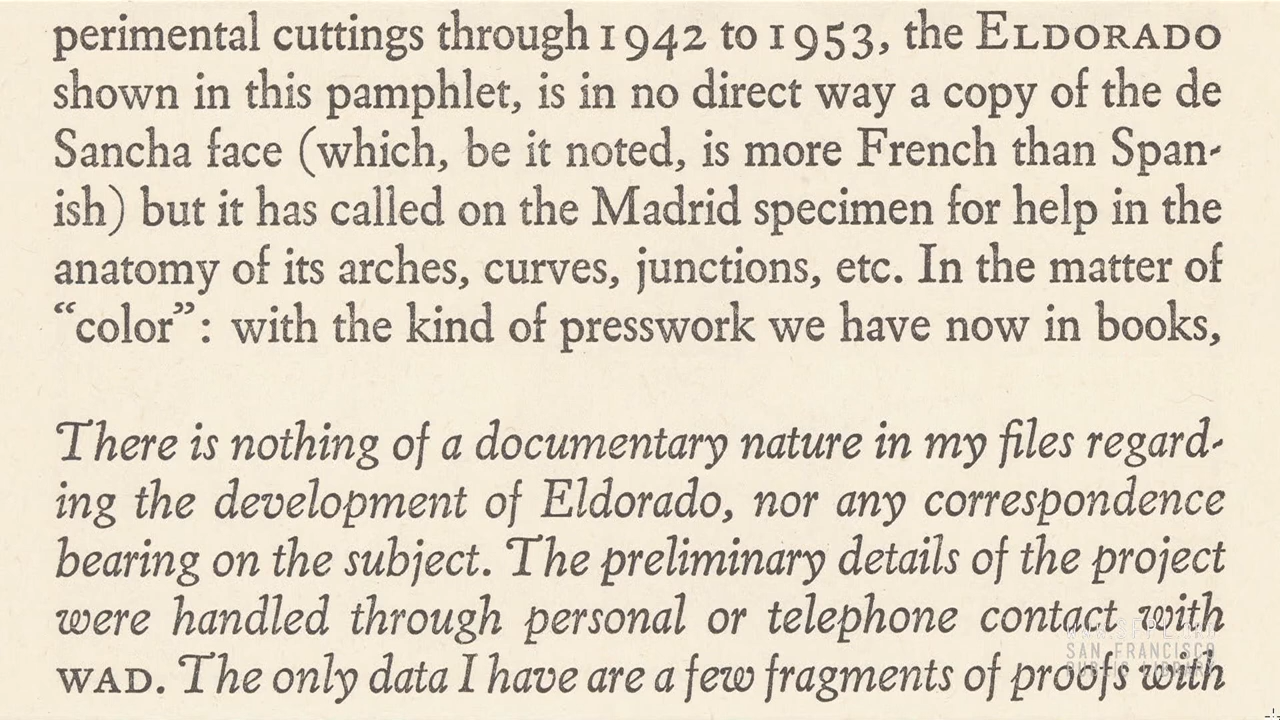 perimental cuttings through 1942 to 1953, the ELDORADO
shown in this pamphlet, is in no direct way a copy of the de
Sancha face (which, be it noted, is more French than Span-
ish) but it has called on the Madrid specimen for help in the
anatomy of its arches, curves, junctions, etc. In the matter of
“color”: with the kind of presswork we have now in books,
There is nothing of a documentary nature in my files regard-
ing the development of Eldorado, nor any correspondence
bearing on the subject. The preliminary details of the project
were handled through personal or telephone contact with
WAD. The only data I have are a few fragments of proofs with
SAN FRANCISCO
PUBLIC LIBRARY